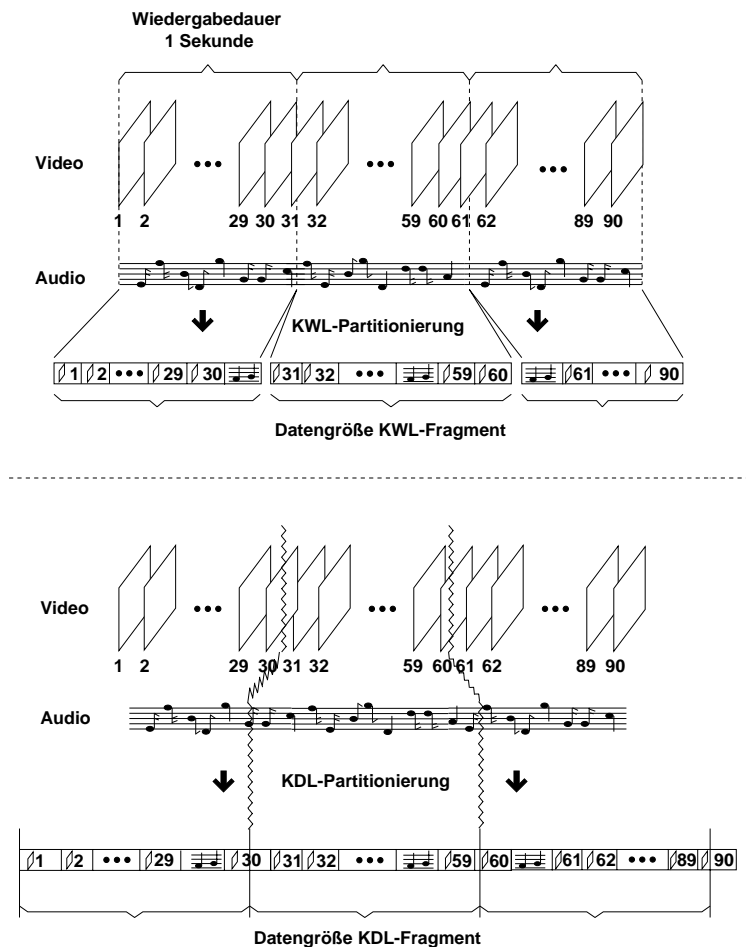 Wiedergabedauer
1 Sekunde
Video
1 2 29 30 31 32 59 60 61 62 89 90
Audio
KWL-Partitionierung
1 2 29 30 31 32 59 60 61 90
Datengröße KWL-Fragment
Video
1 2 29 30 31 32 59 60 61 62 89 90
Audio
KDL-Partitionierung
1 2 29 30 31 32 59 60 61 62 89 90
Datengröße KDL-Fragment